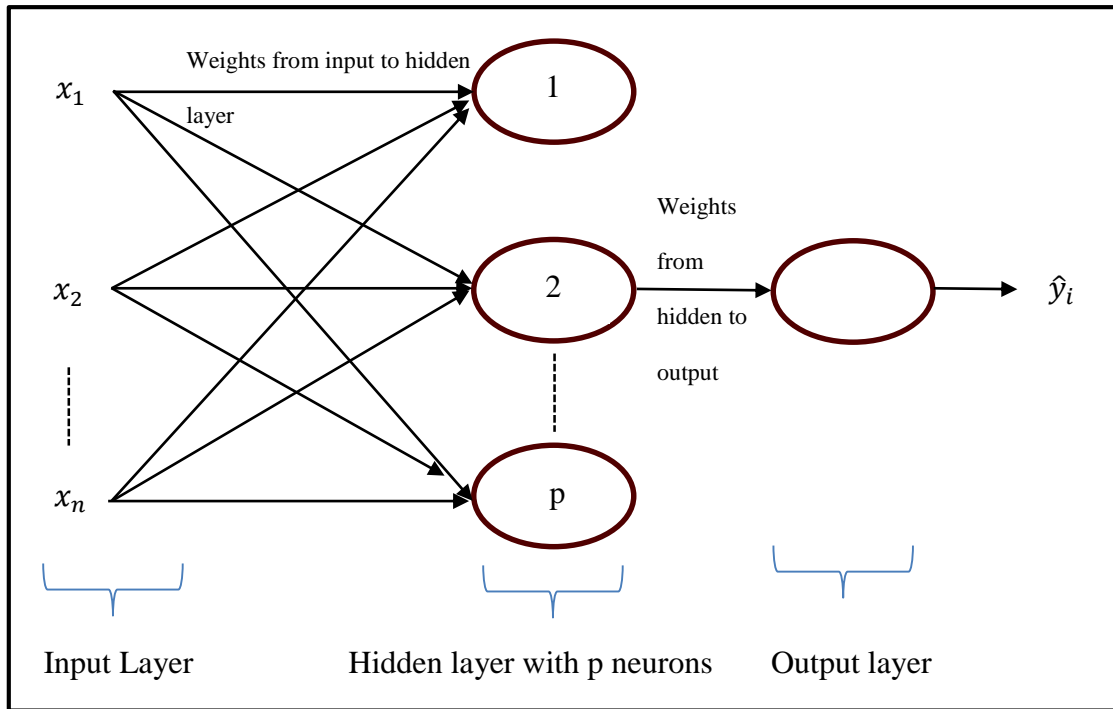 Weights from input to hidden
layer
x₁
1
Weights
from
hidden to
output
x₂
2
ŷᵢ
xₙ
p
Input Layer
Hidden layer with p neurons
Output layer